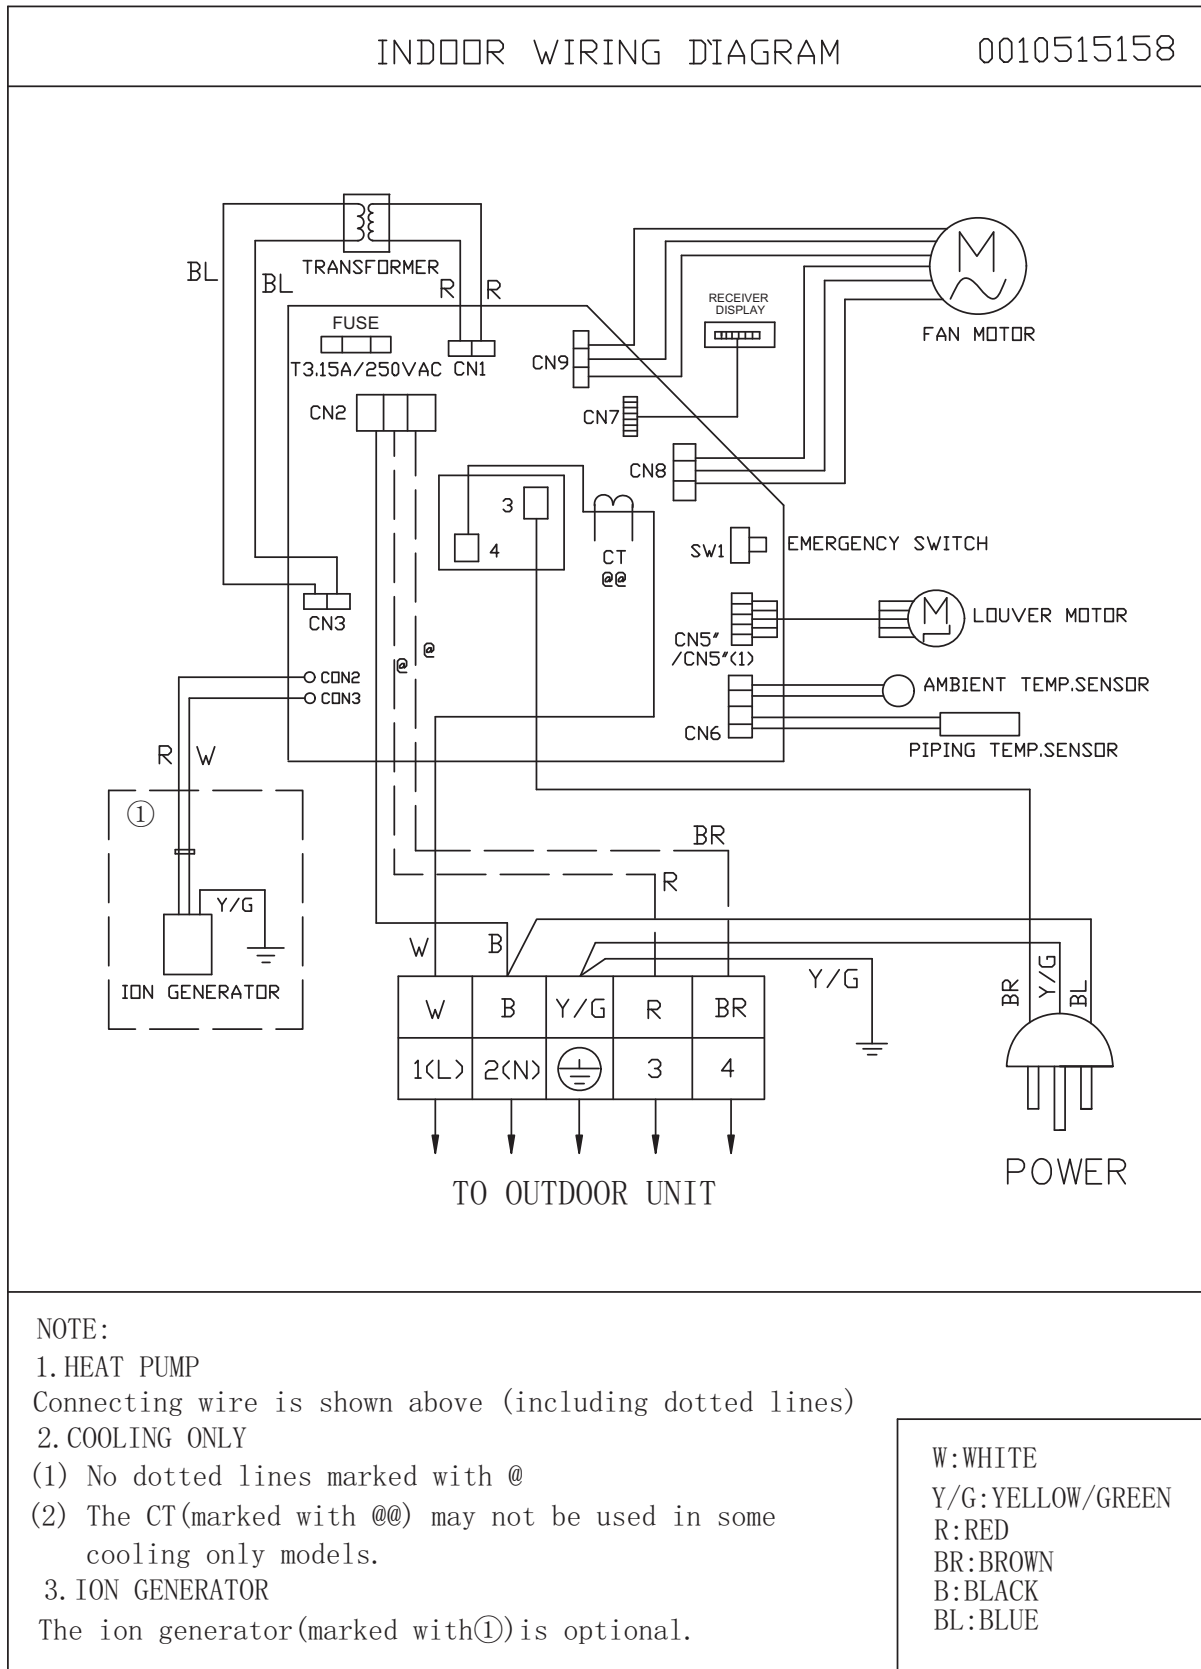 INDOOR WIRING DIAGRAM 0010515158
TRANSFORMER
BL
BL
R
R
FUSE
T3.15A/250VAC
CN1
CN2
CN9
RECEIVER
DISPLAY
FAN MOTOR
CN7
CN8
3
4
CT
@@
SW1
EMERGENCY SWITCH
CN3
CN5"
/CN5"(1)
LOUVER MOTOR
@
@
CON2
CON3
CN6
AMBIENT TEMP.SENSOR
PIPING TEMP.SENSOR
R
W
①
Y/G
ION GENERATOR
BR
R
W
B
Y/G
BR
Y/G
BL
W B Y/G R BR
1(L) 2(N) 3 4
TO OUTDOOR UNIT
POWER
NOTE:
1.HEAT PUMP
Connecting wire is shown above (including dotted lines)
2.COOLING ONLY
(1) No dotted lines marked with @
(2) The CT(marked with @@) may not be used in some
cooling only models.
3.ION GENERATOR
The ion generator(marked with①)is optional.
W:WHITE
Y/G:YELLOW/GREEN
R:RED
BR:BROWN
B:BLACK
BL:BLUE